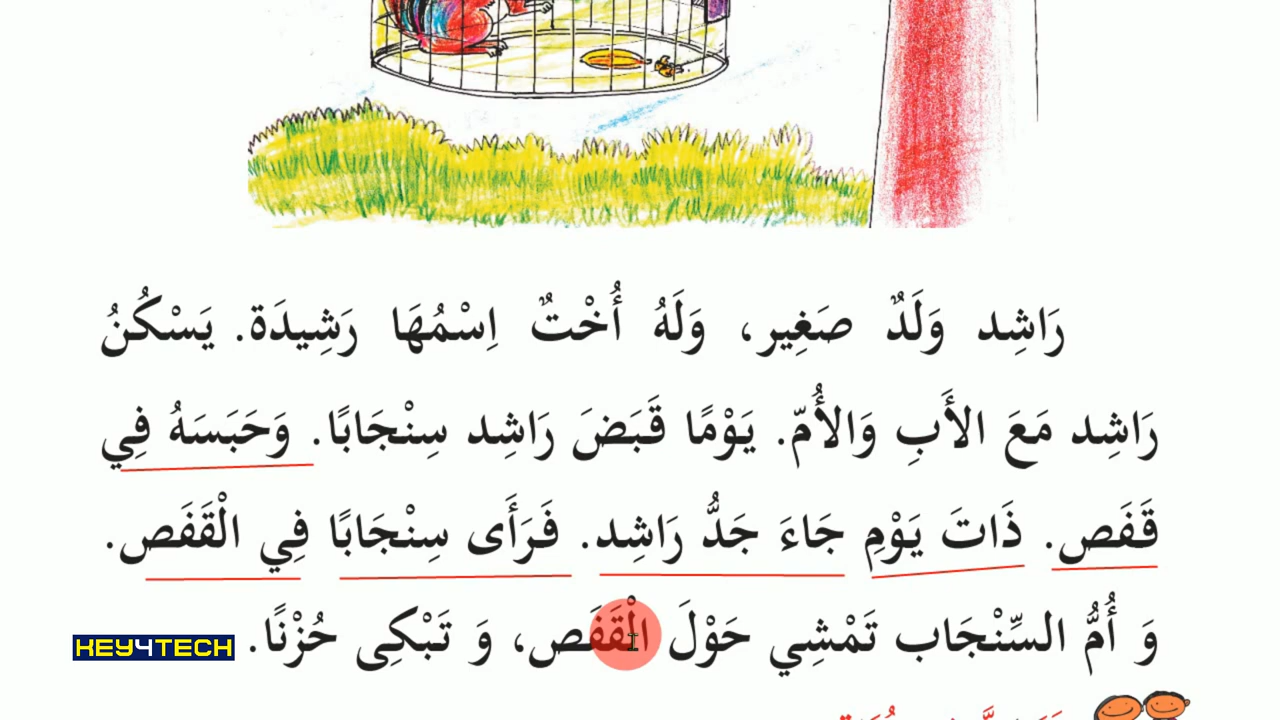 رَاشِد وَلَدٌ صَغِير، وَلَهُ أُخْتٌ اِسْمُهَا رَشِيدَة. يَسْكُنُ
رَاشِد مَعَ الأَبِ وَالأُمّ. يَوْمًا قَبَضَ رَاشِد سِنْجَابًا. وَحَبَسَهُ فِي
قَفَص. ذَاتَ يَوْمِ جَاءَ جَدُّ رَاشِد. فَرَأَى سِنْجَابًا فِي الْقَفَص.
وَ أُمُّ السِّنْجَاب تَمْشِي حَوْلَ الْقَفَص، وَ تَبْكِى حُزْنًا.
KEY4TECH